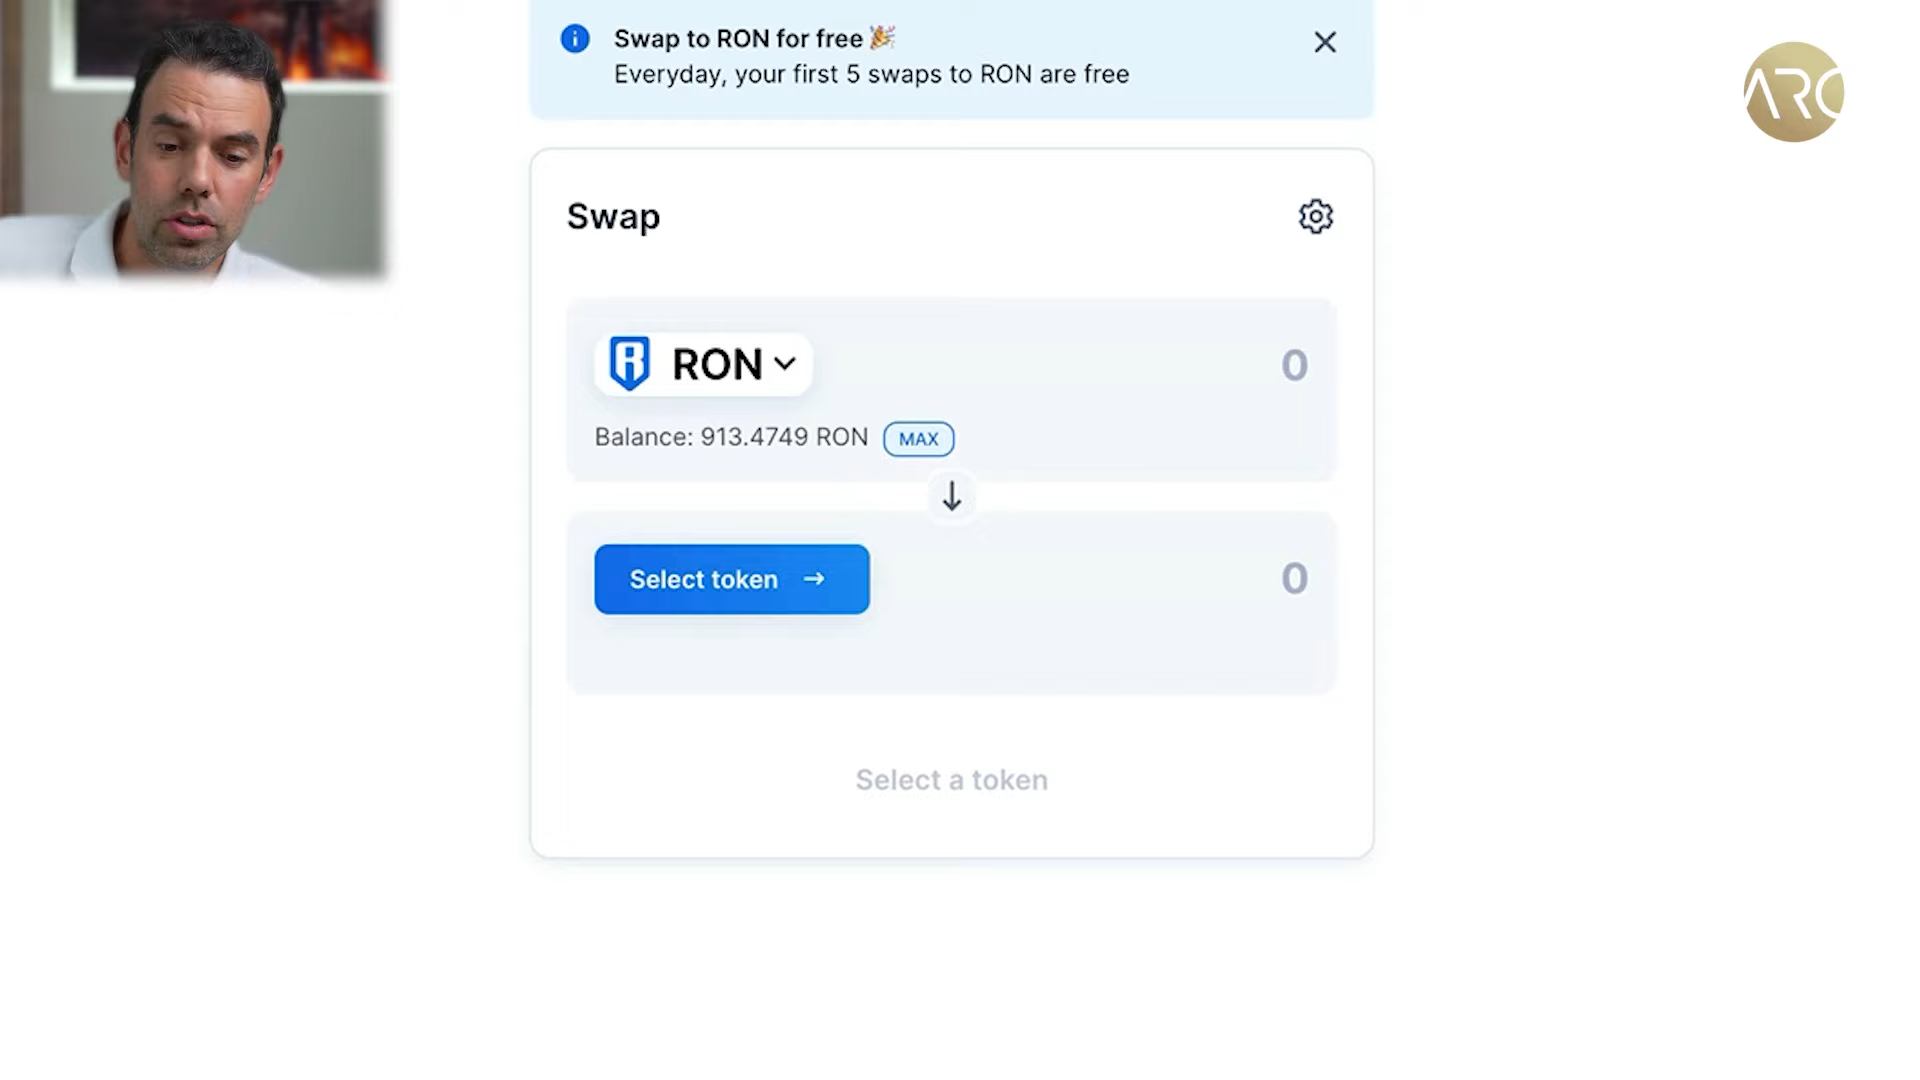 Swap to RON for free 🎉
Everyday, your first 5 swaps to RON are free
ARC
Swap
RON
0
Balance: 913.4749 RON
MAX
Select token →
0
Select a token